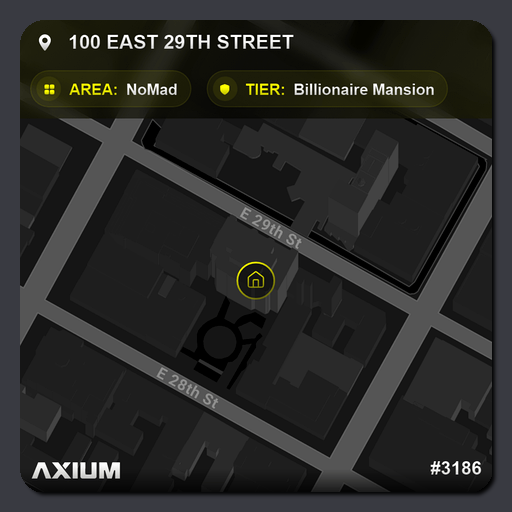 100 EAST 29TH STREET
AREA: NoMad
TIER: Billionaire Mansion
E 29th St
E 28th St
AXIUM
#3186